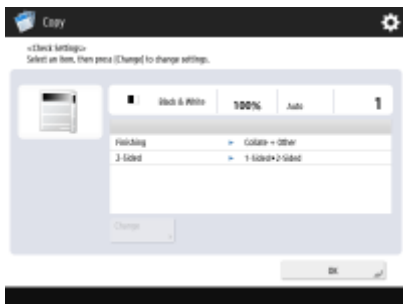 Copy
<Check Settings>
Select an item, then press [Change] to change settings.
Black & White 100% Auto 1
Finishing ► Collate + Other
2-Sided ► 1-Sided►2-Sided
Change
OK